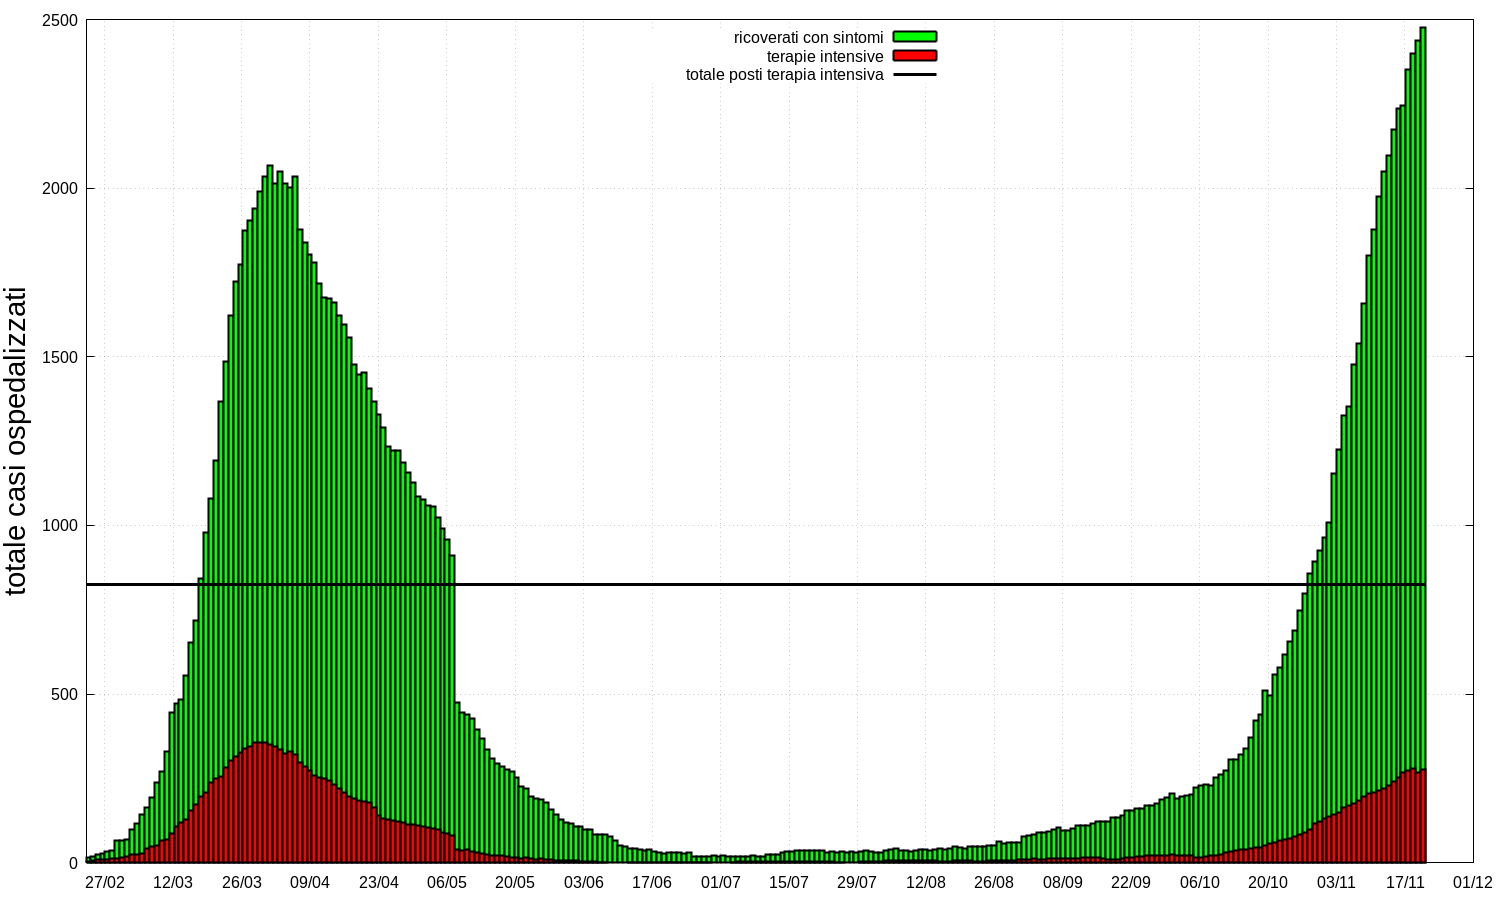 2500
2000
1500
1000
500
0
totale casi ospedalizzati
ricoverati con sintomi
terapie intensive
totale posti terapia intensiva
27/02 12/03 26/03 09/04 23/04 06/05 20/05 03/06 17/06 01/07 15/07 29/07 12/08 26/08 08/09 22/09 06/10 20/10 03/11 17/11 01/12